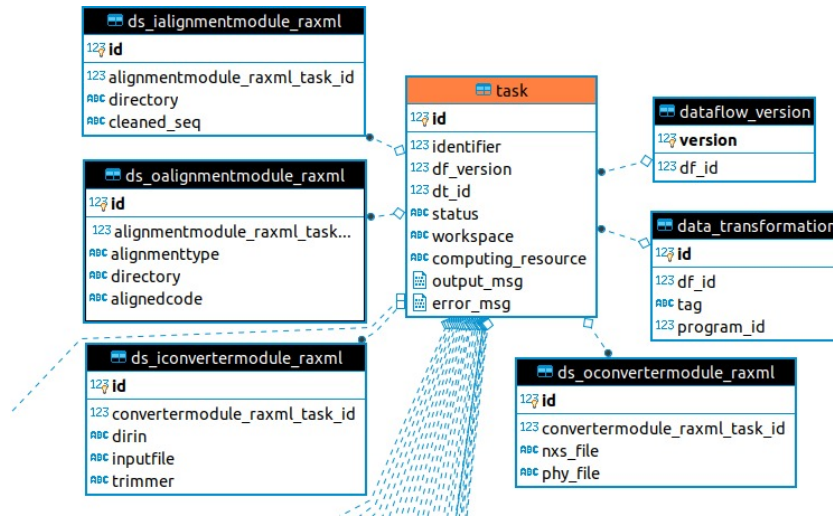 ds_ialignmentmodule_raxml
123 id
123 alignmentmodule_raxml_task_id
ABC directory
ABC cleaned_seq
task
123 id
123 identifier
123 df_version
123 dt_id
ABC status
ABC workspace
ABC computing_resource
output_msg
error_msg
dataflow_version
123 version
123 df_id
ds_oalignmentmodule_raxml
123 id
123 alignmentmodule_raxml_task...
ABC alignmenttype
ABC directory
ABC alignedcode
data_transformation
123 id
123 df_id
ABC tag
123 program_id
ds_iconvertermodule_raxml
123 id
123 convertermodule_raxml_task_id
ABC dirin
ABC inputfile
ABC trimmer
ds_oconvertermodule_raxml
123 id
123 convertermodule_raxml_task_id
ABC nxs_file
ABC phy_file